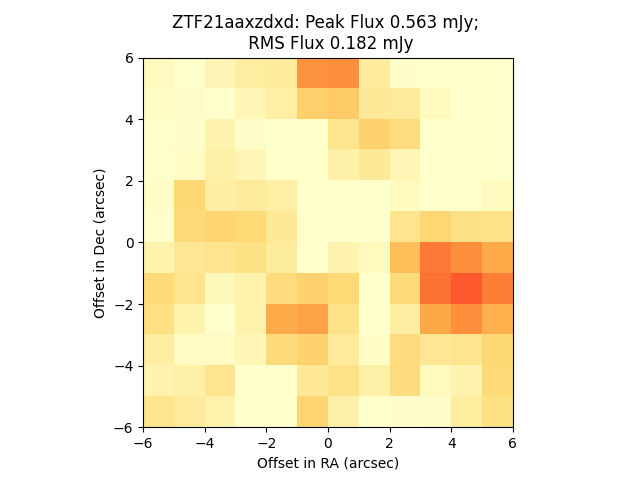 ZTF21aaxzdxd: Peak Flux 0.563 mJy;
RMS Flux 0.182 mJy
6
4
2
0
−2
−4
−6
Offset in Dec (arcsec)
−6 −4 −2 0 2 4 6
Offset in RA (arcsec)